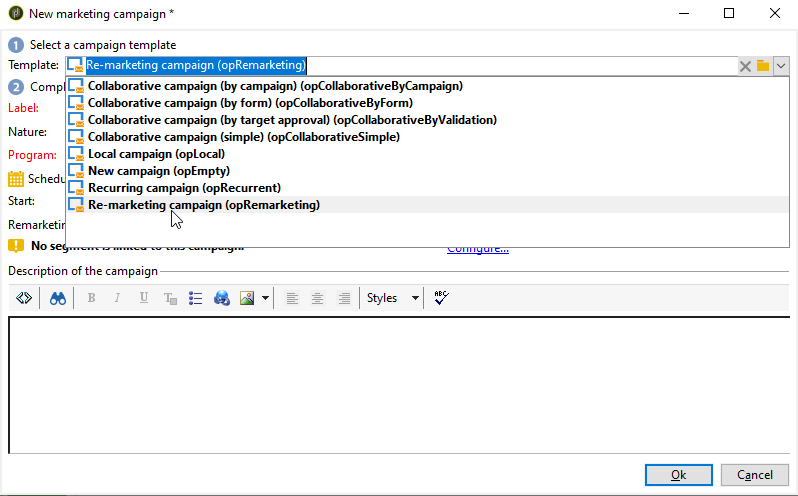 New marketing campaign *
1 Select a campaign template
Template: Re-marketing campaign (opRemarketing)
Collaborative campaign (by campaign) (opCollaborativeByCampaign)
2 Compl
Collaborative campaign (by form) (opCollaborativeByForm)
Label:
Collaborative campaign (by target approval) (opCollaborativeByValidation)
Nature:
Collaborative campaign (simple) (opCollaborativeSimple)
Program:
Local campaign (opLocal)
New campaign (opEmpty)
Schedu
Recurring campaign (opRecurrent)
Start:
Re-marketing campaign (opRemarketing)
Remarketin
No segment is linked to this campaign. Configure...
Description of the campaign
B I U T Styles ABC
Ok Cancel